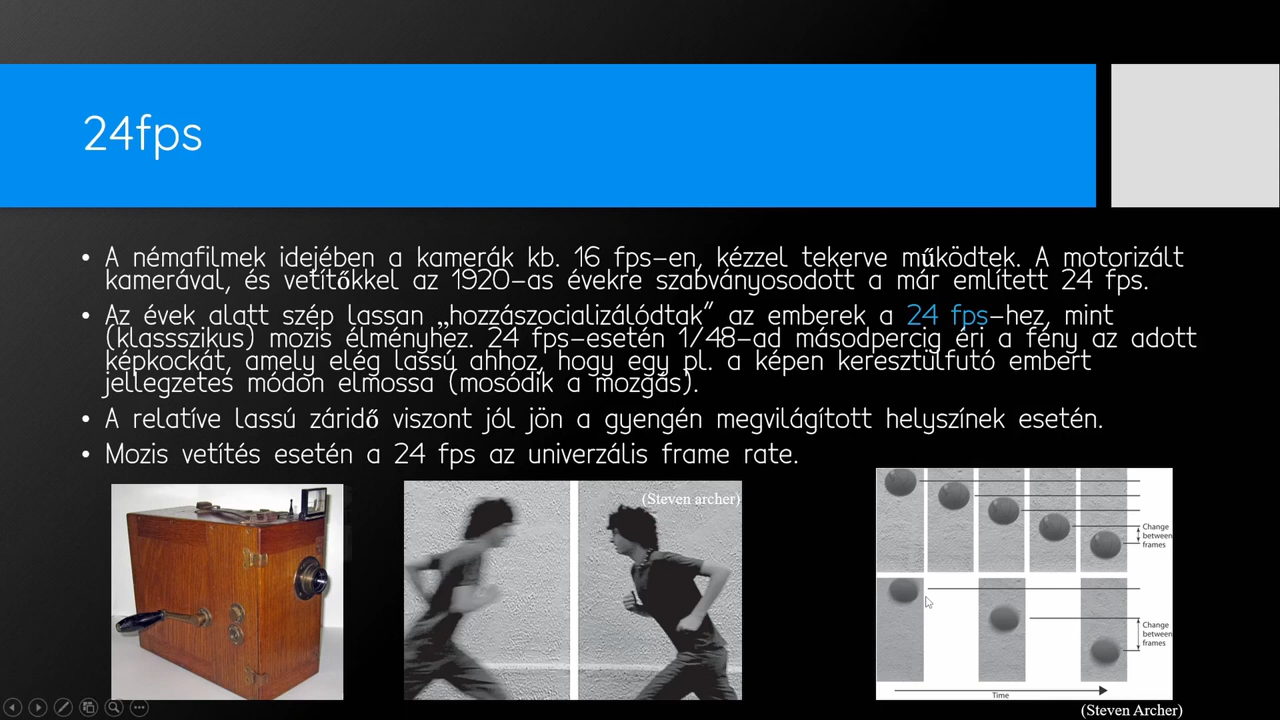 24fps
• A némafilmek idejében a kamerák kb. 16 fps-en, kézzel tekerve működtek. A motorizált
kamerával, és vetítőkkel az 1920-as évekre szabványosodott a már említett 24 fps.
• Az évek alatt szép lassan „hozzászocializálódtak” az emberek a 24 fps-hez, mint
(klassszikus) mozis élményhez. 24 fps-esetén 1/48-ad másodpercig éri a fény az adott
képkockát, amely elég lassú ahhoz, hogy egy pl. a képen keresztülfutó embert
jellegzetes módon elmossa (mosódik a mozgás).
• A relatíve lassú záridő viszont jól jön a gyengén megvilágított helyszínek esetén.
• Mozis vetítés esetén a 24 fps az univerzális frame rate.
(Steven archer)
Change
between
frames
Change
between
frames
Time
(Steven Archer)